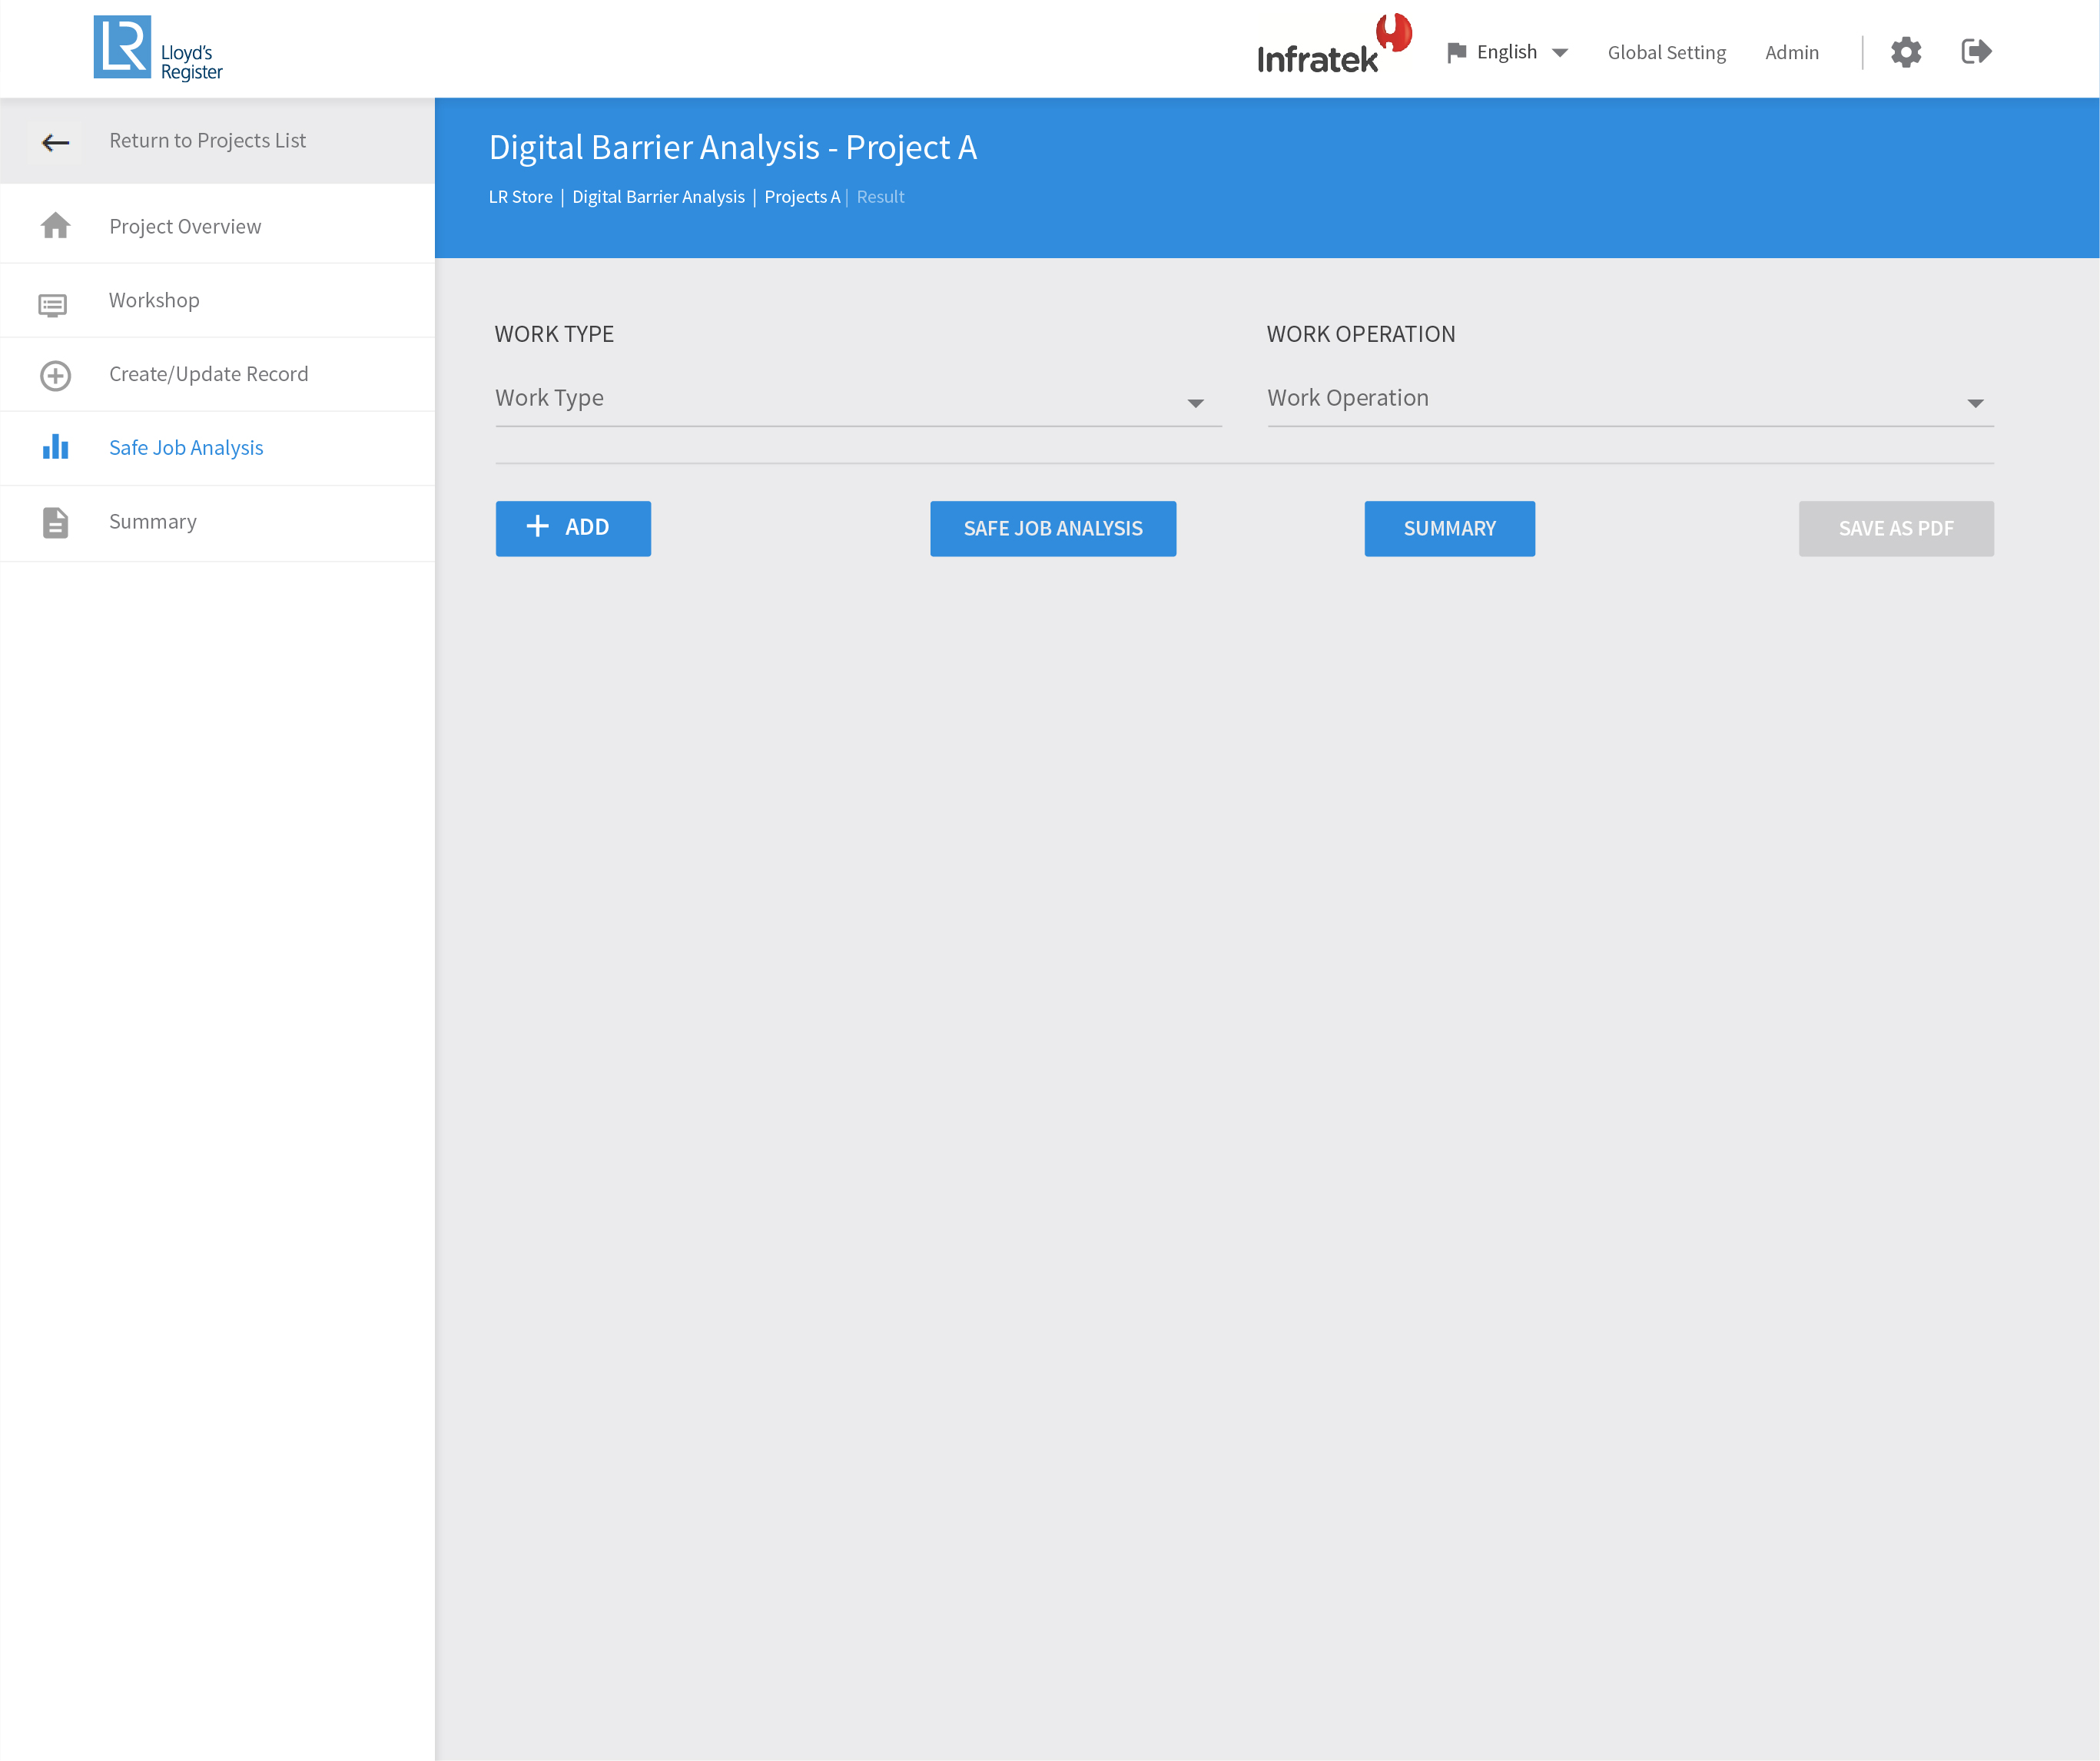 LR Lloyd's
Register
Infratek
English
Global Setting
Admin
Return to Projects List
Project Overview
Workshop
Create/Update Record
Safe Job Analysis
Summary
Digital Barrier Analysis - Project A
LR Store | Digital Barrier Analysis | Projects A | Result
WORK TYPE
WORK OPERATION
Work Type
Work Operation
+ ADD
SAFE JOB ANALYSIS
SUMMARY
SAVE AS PDF